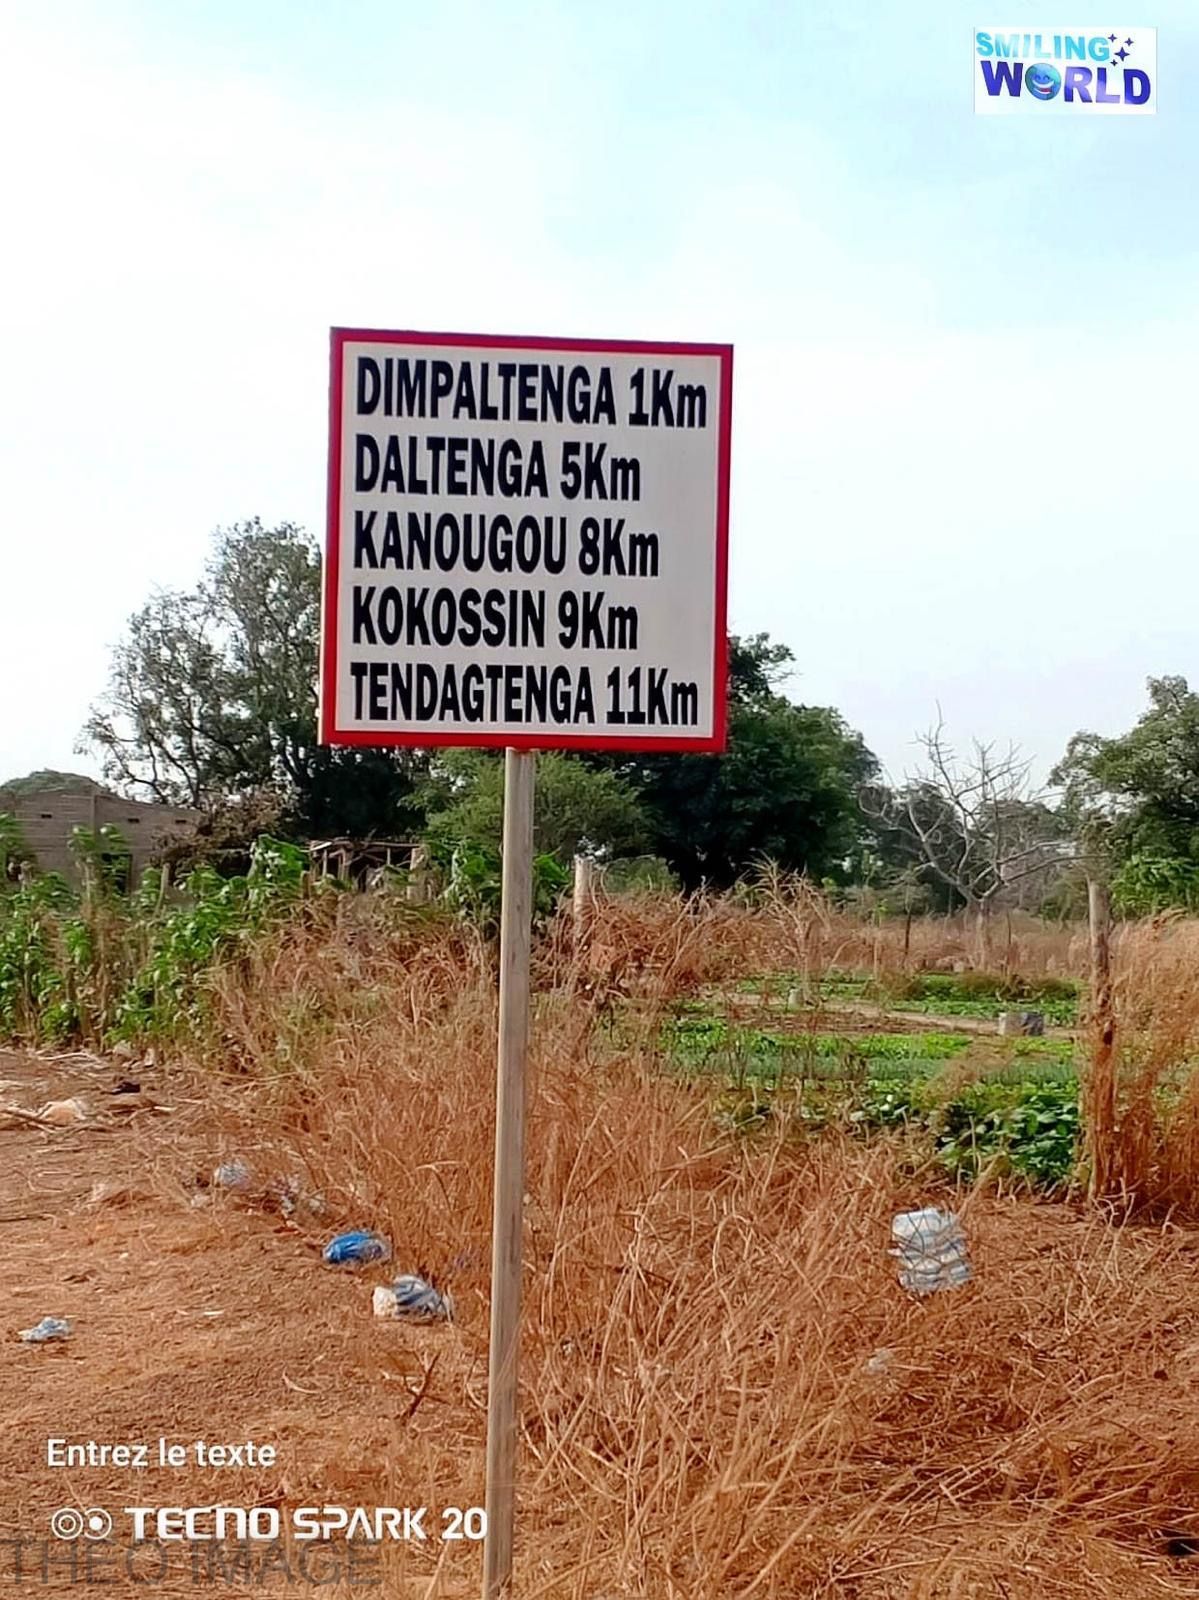 SMILING
WORLD
DIMPALTENGA 1Km
DALTENGA 5Km
KANOUGOU 8Km
KOKOSSIN 9Km
TENDAGTENGA 11Km
Entrez le texte
TECNO SPARK 20
THEO IMAGE